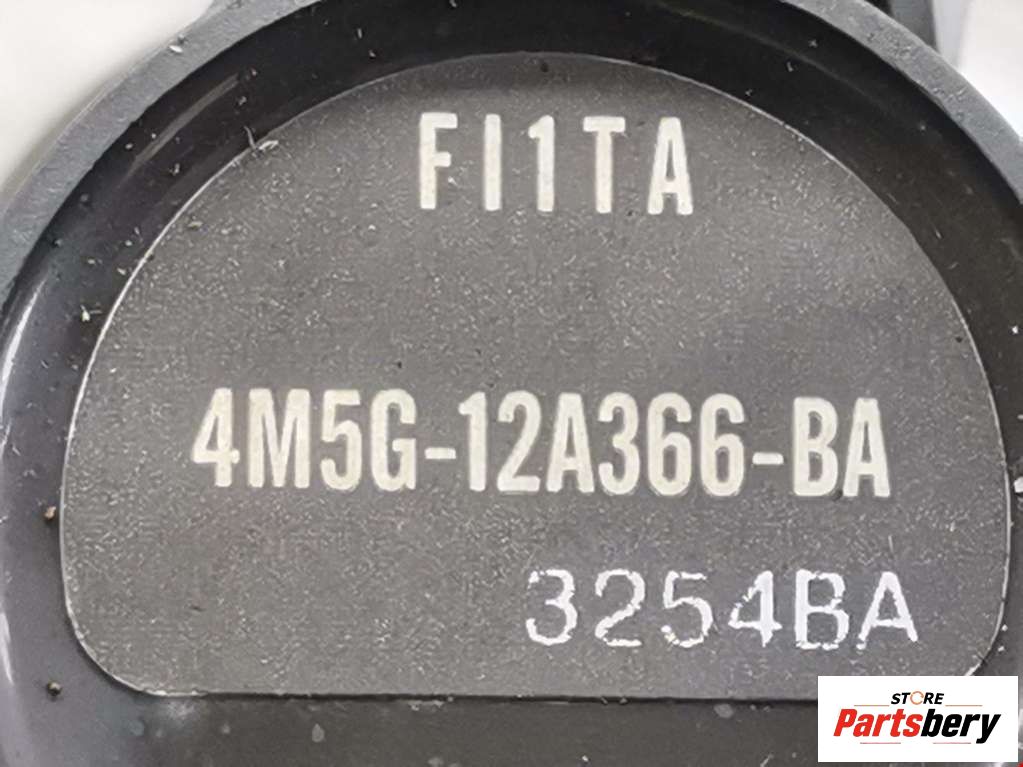 FI1TA
4M5G-12A366-BA
3254BA
STORE
Partsbery